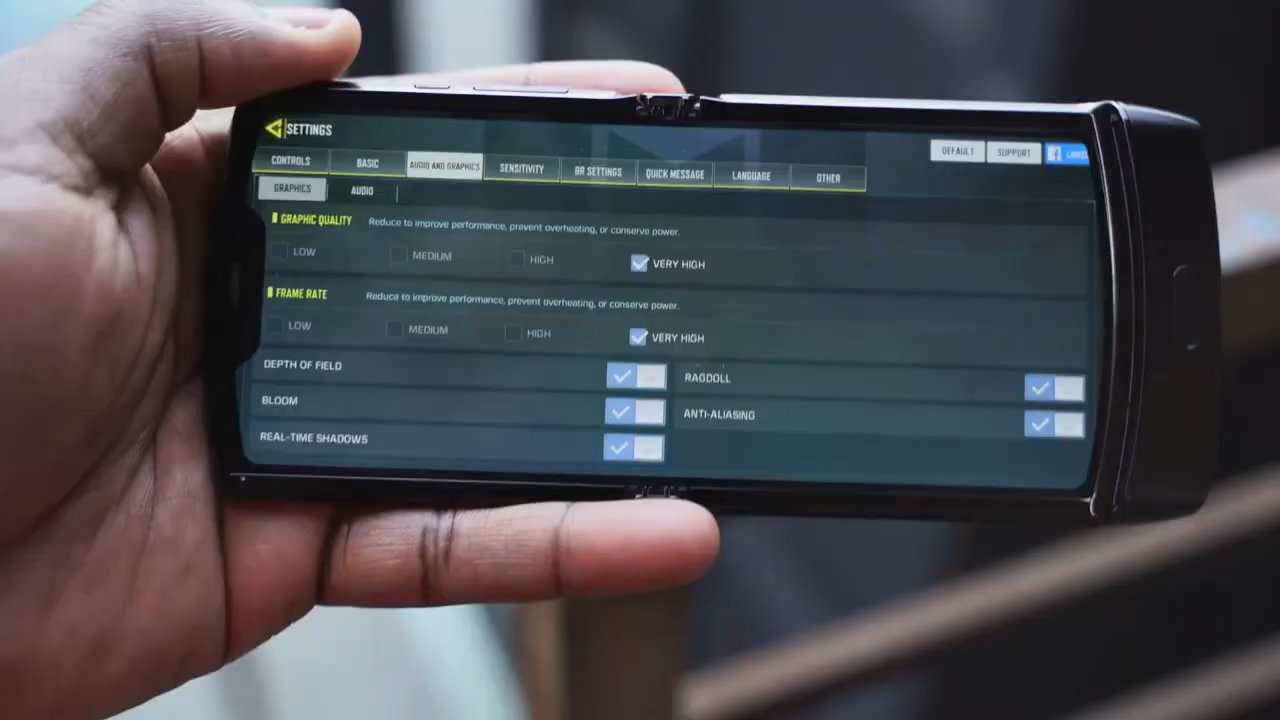 SETTINGS
DEFAULT SUPPORT
CONTROLS BASIC AUDIO AND GRAPHICS SENSITIVITY BR SETTINGS QUICK MESSAGE LANGUAGE OTHER
GRAPHICS AUDIO
GRAPHIC QUALITY Reduce to improve performance, prevent overheating, or conserve power.
LOW MEDIUM HIGH VERY HIGH
FRAME RATE Reduce to improve performance, prevent overheating, or conserve power.
LOW MEDIUM HIGH VERY HIGH
DEPTH OF FIELD RAGDOLL
BLOOM ANTI-ALIASING
REAL-TIME SHADOWS